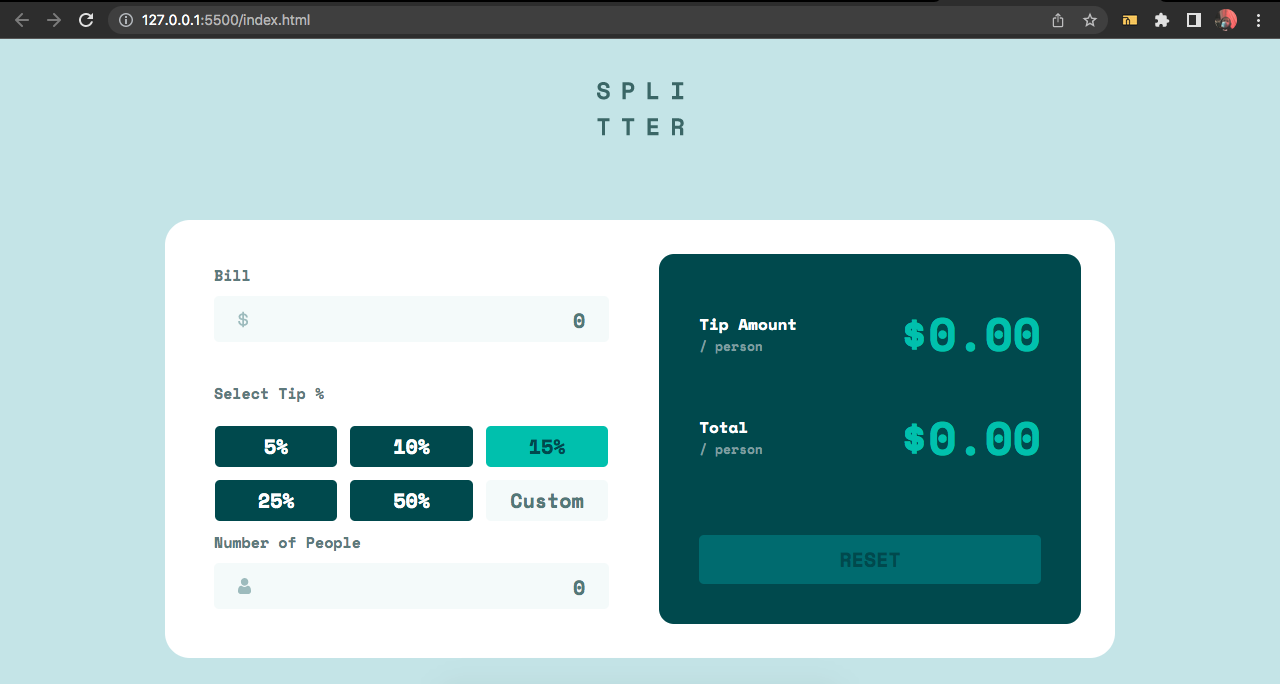 127.0.0.1:5500/index.html
SPLI
TTER
Bill
$ 0
Select Tip %
5% 10% 15%
25% 50% Custom
Number of People
0
Tip Amount
/ person
$0.00
Total
/ person
$0.00
RESET